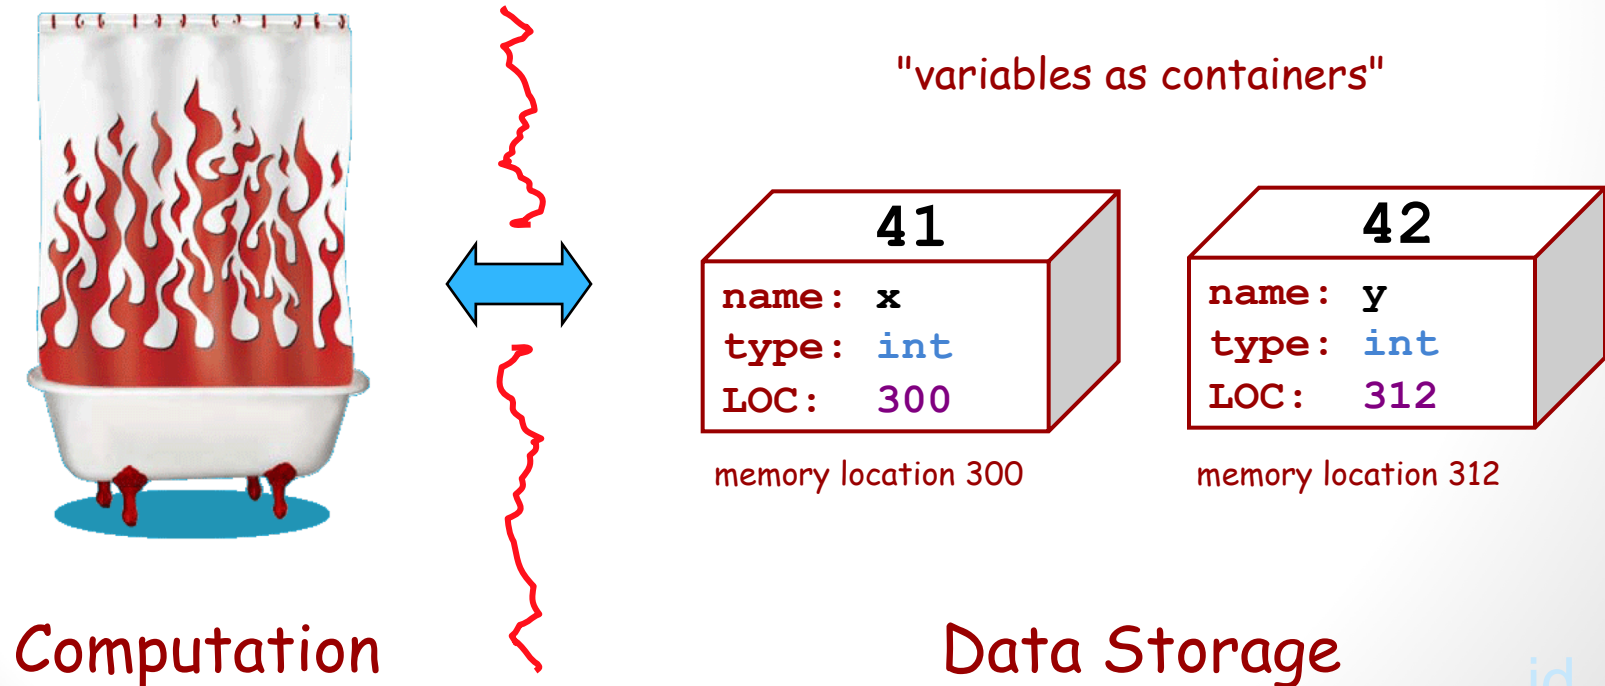 "variables as containers"
41
name: x
type: int
LOC: 300
memory location 300
42
name: y
type: int
LOC: 312
memory location 312
Computation
Data Storage
id